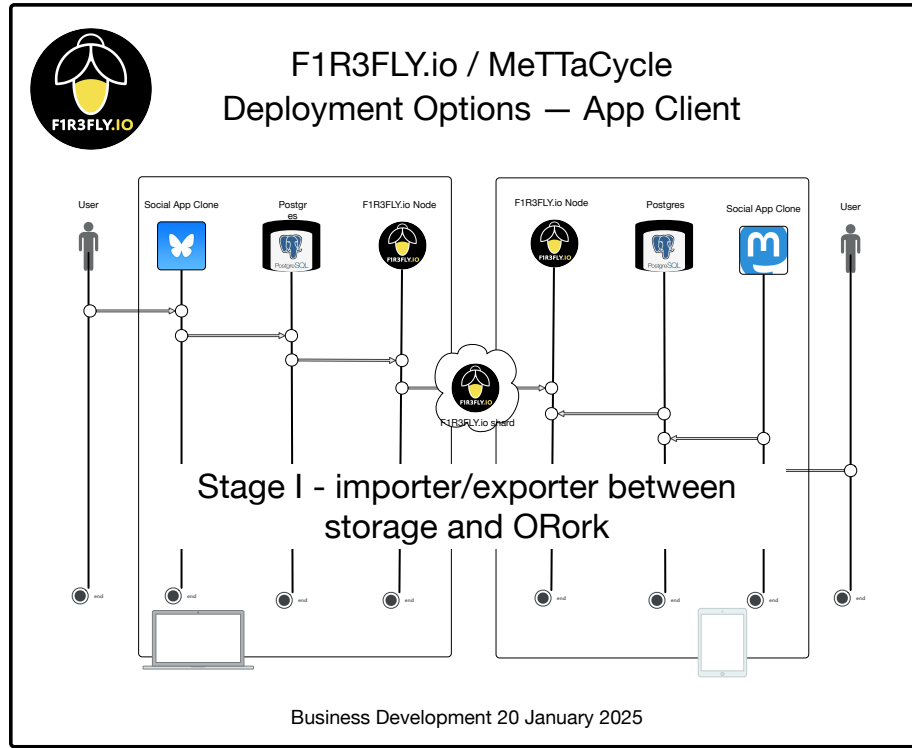 F1R3FLY.IO
F1R3FLY.io / MeTTaCycle
Deployment Options — App Client
User
Social App Clone
Postgr
es
F1R3FLY.io Node
F1R3FLY.io Node
Postgres
Social App Clone
User
PostgreSQL
F1R3FLY.IO
F1R3FLY.IO
PostgreSQL
m
F1R3FLY.IO
F1R3FLY.io shard
Stage I - importer/exporter between
storage and ORork
end
end
end
end
end
end
end
end
Business Development 20 January 2025